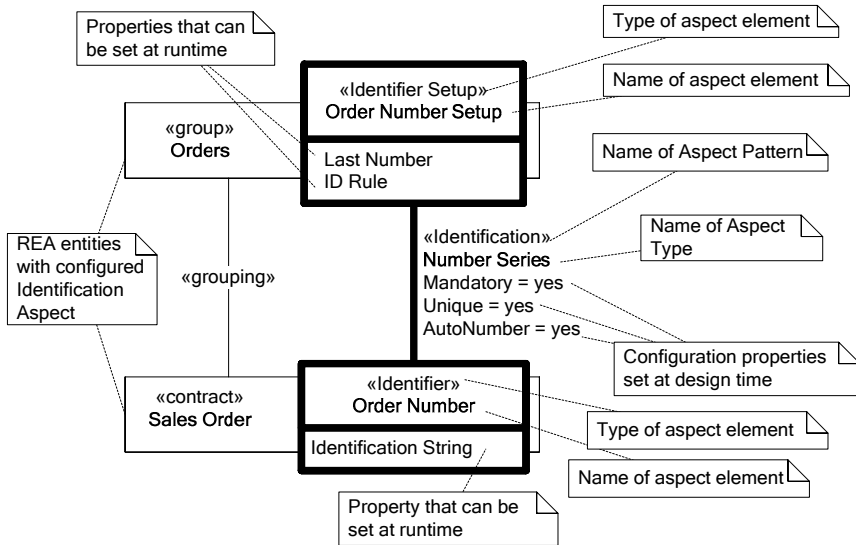 Properties that can
be set at runtime
Type of aspect element
«Identifier Setup»
Order Number Setup
Name of aspect element
«group»
Orders
Last Number
ID Rule
Name of Aspect Pattern
REA entities
with configured
Identification
Aspect
«grouping»
«Identification»
Number Series
Mandatory = yes
Unique = yes
AutoNumber = yes
Name of Aspect
Type
Configuration properties
set at design time
«contract»
Sales Order
«Identifier»
Order Number
Identification String
Type of aspect element
Name of aspect element
Property that can be
set at runtime